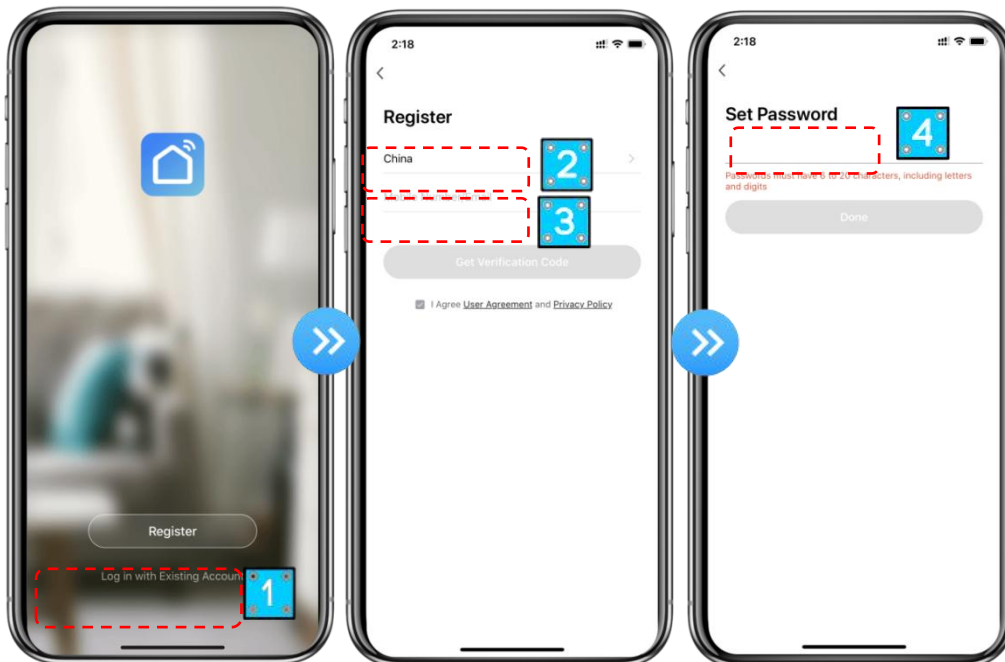 Register
Log in with Existing Account
1
2:18
Register
China
2
3
Get Verification Code
I Agree User Agreement and Privacy Policy
2:18
Set Password
4
Passwords must have 6 to 20 characters, including letters
and digits
Done